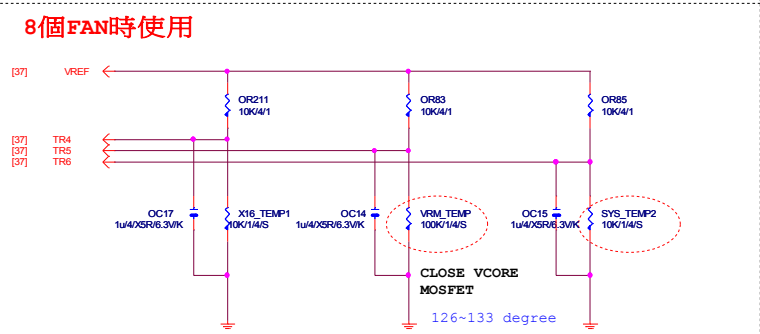 8個FAN時使用
[37] VREF
OR211
10K/4/1
OR83
10K/4/1
OR85
10K/4/1
[37] TR4
[37] TR5
[37] TR6
OC17
1u/4/X5R/6.3V/K
X16_TEMP1
10K/1/4/S
OC14
1u/4/X5R/6.3V/K
VRM_TEMP
100K/1/4/S
OC15
1u/4/X5R/6.3V/K
SYS_TEMP2
10K/1/4/S
CLOSE VCORE
MOSFET
126~133 degree